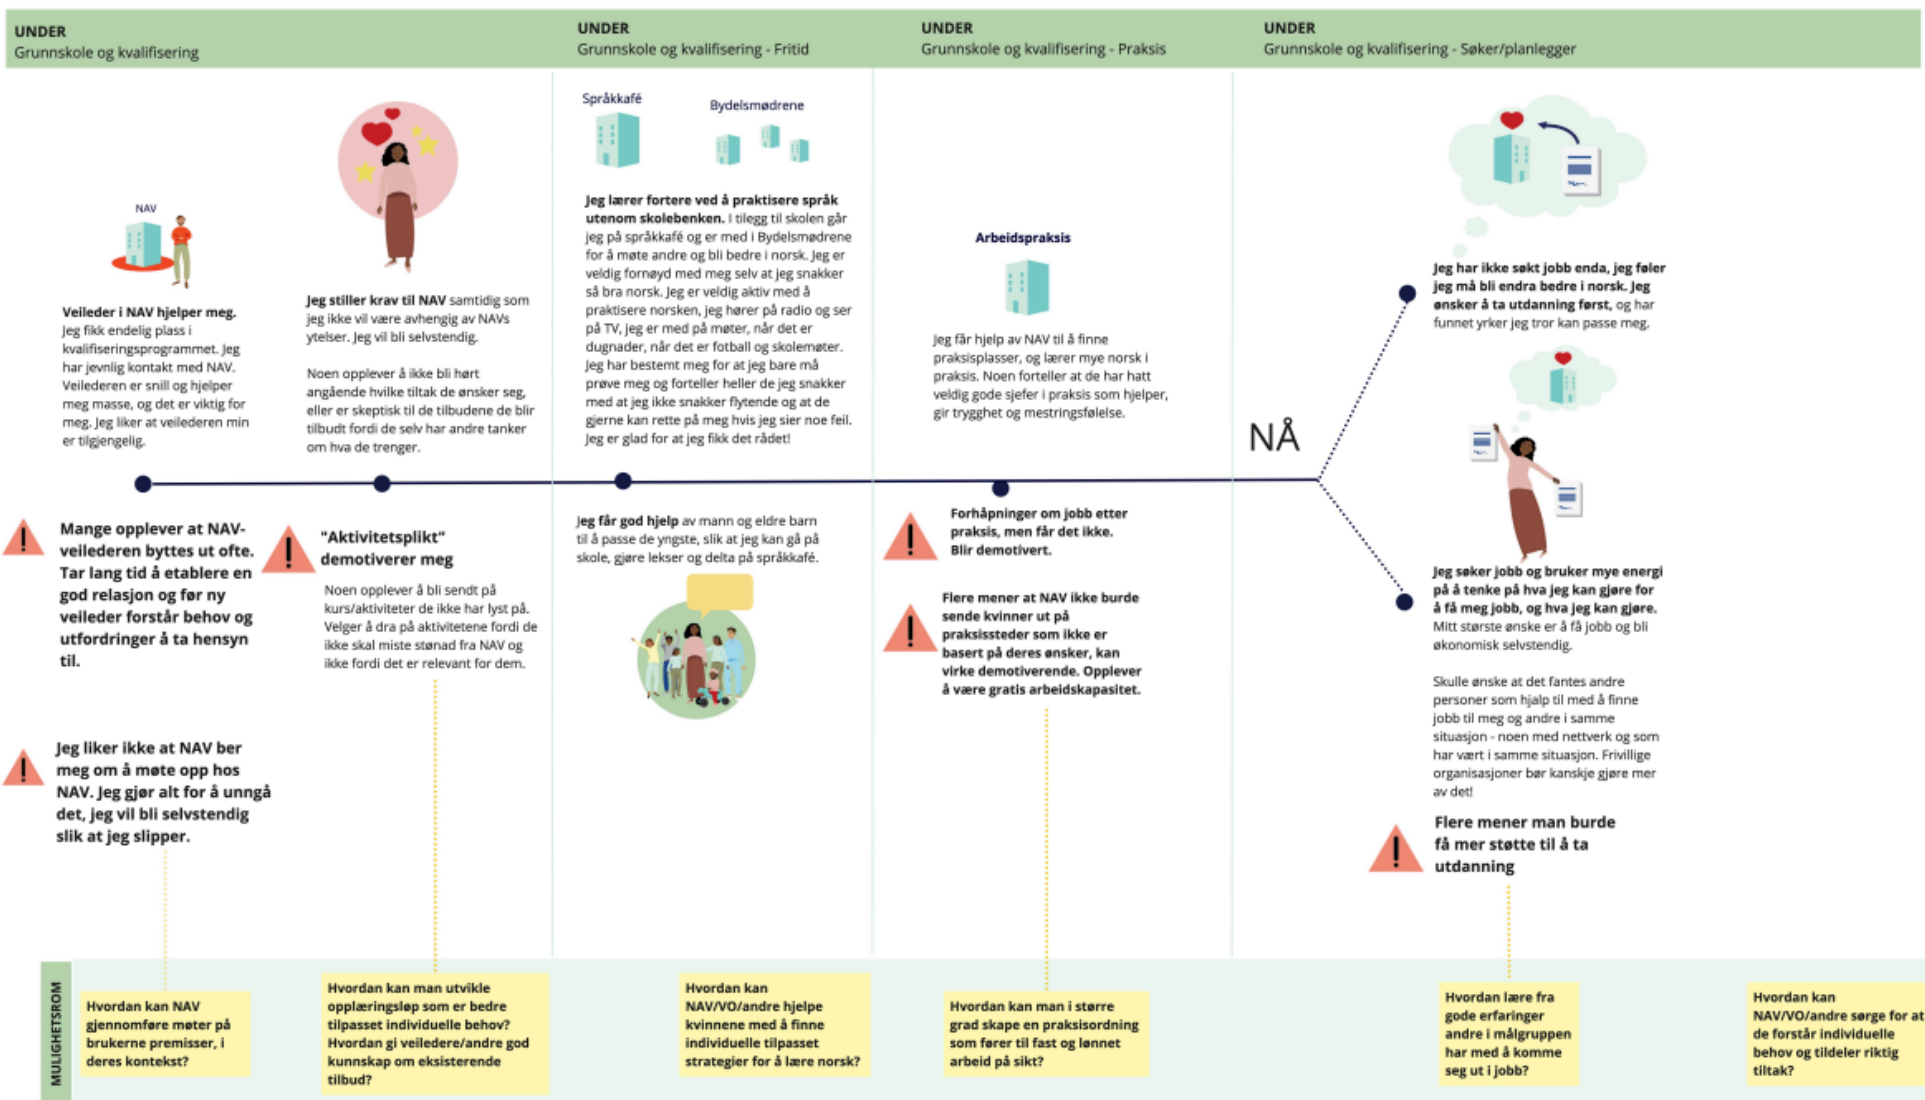 UNDER
Grunnskole og kvalifisering
UNDER
Grunnskole og kvalifisering - Fritid
UNDER
Grunnskole og kvalifisering - Praksis
UNDER
Grunnskole og kvalifisering - Søker/planlegger
NAV
Veileder i NAV hjelper meg.
Jeg fikk endelig plass i
kvalifiseringsprogrammet. Jeg
har jevnlig kontakt med NAV.
Veilederen er snill og hjelper
meg masse, og det er viktig for
meg. Jeg liker at veilederen min
er tilgjengelig.
Jeg stiller krav til NAV samtidig som
jeg ikke vil være avhengig av NAVs
ytelser. Jeg vil bli selvstendig.
Noen opplever å ikke bli hørt
angående hvilke tiltak de ønsker seg,
eller er skeptisk til de tilbudene de blir
tilbudt fordi de selv har andre tanker
om hva de trenger.
Språkkafé
Bydelsmødrene
Jeg lærer fortere ved å praktisere språk
utenom skolebenken. I tilegg til skolen går
jeg på språkkafé og er med i Bydelsmødrene
for å møte andre og bli bedre i norsk. Jeg er
veldig fornøyd med meg selv at jeg snakker
så bra norsk. Jeg er veldig aktiv med å
praktisere norsken, jeg hører på radio og ser
på TV, jeg er med på møter, når det er
dugnader, når det er fotball og skolemøter.
Jeg har bestemt meg for at jeg bare må
prøve meg og forteller heller de jeg snakker
med at jeg ikke snakker flytende og at de
gjerne kan rette på meg hvis jeg sier noe feil.
Jeg er glad for at jeg fikk det rådet!
Arbeidspraksis
Jeg får hjelp av NAV til å finne
praksisplasser, og lærer mye norsk i
praksis. Noen forteller at de har hatt
veldig gode sjefer i praksis som hjelper,
gir trygghet og mestringsfølelse.
NÅ
Jeg har ikke søkt jobb enda, jeg føler
jeg må bli endra bedre i norsk. Jeg
ønsker å ta utdanning først, og har
funnet yrker jeg tror kan passe meg.
Mange opplever at NAV-
veilederen byttes ut ofte.
Tar lang tid å etablere en
god relasjon og før ny
veileder forstår behov og
utfordringer å ta hensyn
til.
Jeg liker ikke at NAV ber
meg om å møte opp hos
NAV. Jeg gjør alt for å unngå
det, jeg vil bli selvstendig
slik at jeg slipper.
"Aktivitetsplikt"
demotiverer meg
Noen opplever å bli sendt på
kurs/aktiviteter de ikke har lyst på.
Velger å dra på aktivitetene fordi de
ikke skal miste stønad fra NAV og
ikke fordi det er relevant for dem.
Jeg får god hjelp av mann og eldre barn
til å passe de yngste, slik at jeg kan gå på
skole, gjøre lekser og delta på språkkafé.
Forhåpninger om jobb etter
praksis, men får det ikke.
Blir demotivert.
Flere mener at NAV ikke burde
sende kvinner ut på
praksissteder som ikke er
basert på deres ønsker, kan
virke demotiverende. Opplever
å være gratis arbeidskapasitet.
Jeg søker jobb og bruker mye energi
på å tenke på hva jeg kan gjøre for
å få meg jobb, og hva jeg kan gjøre.
Mitt største ønske er å få jobb og bli
økonomisk selvstendig.
Skulle ønske at det fantes andre
personer som hjalp til med å finne
jobb til meg og andre i samme
situasjon - noen med nettverk og som
har vært i samme situasjon. Frivillige
organisasjoner bør kanskje gjøre mer
av det!
Flere mener man burde
få mer støtte til å ta
utdanning
MULIGHETSROM
Hvordan kan NAV
gjennomføre møter på
brukerne premisser, i
deres kontekst?
Hvordan kan man utvikle
opplæringsløp som er bedre
tilpasset individuelle behov?
Hvordan gi veiledere/andre god
kunnskap om eksisterende
tilbud?
Hvordan kan
NAV/VO/andre hjelpe
kvinnene med å finne
individuelle tilpasset
strategier for å lære norsk?
Hvordan kan man i større
grad skape en praksisordning
som fører til fast og lønnet
arbeid på sikt?
Hvordan lære fra
gode erfaringer
andre i målgruppen
har med å komme
seg ut i jobb?
Hvordan kan
NAV/VO/andre sørge for at
de forstår individuelle
behov og tildeler riktig
tiltak?